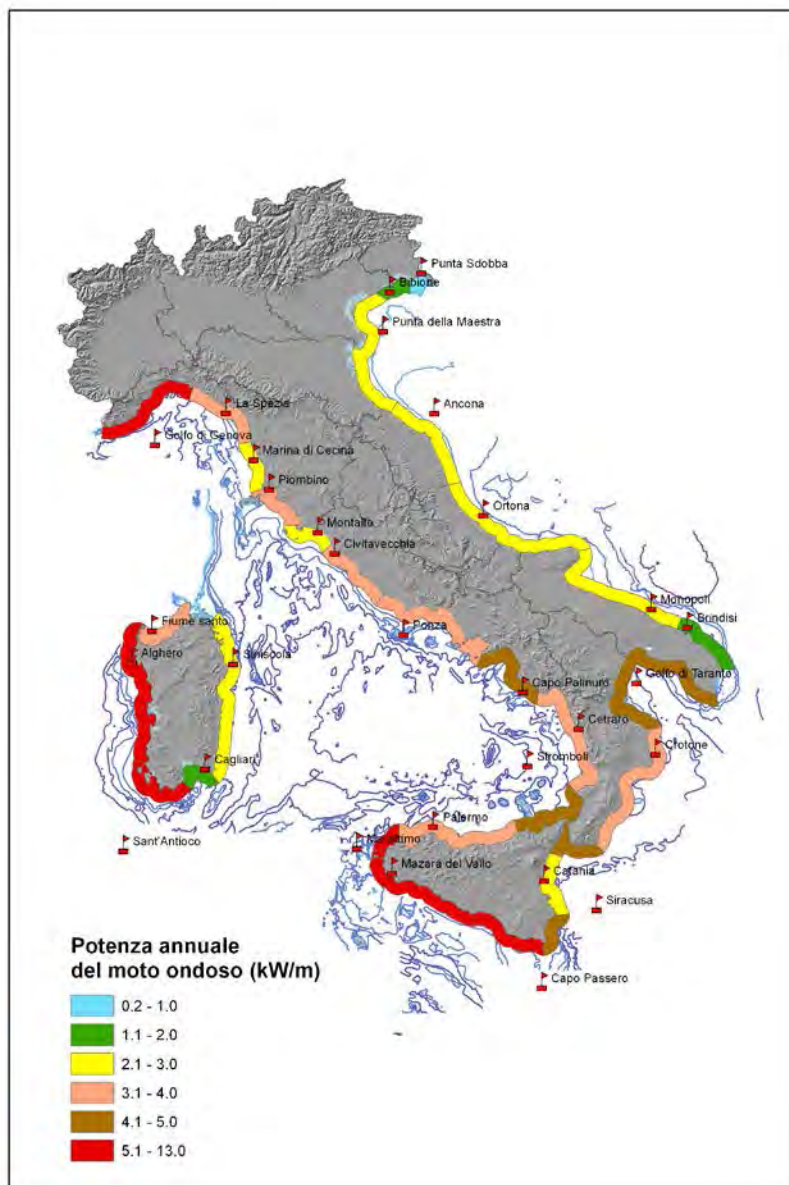 Punta Sdobba
Bibione
Punta della Maestra
La Spezia
Ancona
Golfo di Genova
Marina di Cecina
Piombino
Ortona
Montalto
Civitavecchia
Monopoli
Fiume santo
Ponza
Brindisi
Alghero
Siniscola
Golfo di Taranto
Capo Palinuro
Cetraro
Crotone
Cagliari
Stromboli
Palermo
Sant'Antioco
Marettimo
Mazara del Vallo
Catania
Siracusa
Capo Passero
Potenza annuale
del moto ondoso (kW/m)
0.2 - 1.0
1.1 - 2.0
2.1 - 3.0
3.1 - 4.0
4.1 - 5.0
5.1 - 13.0